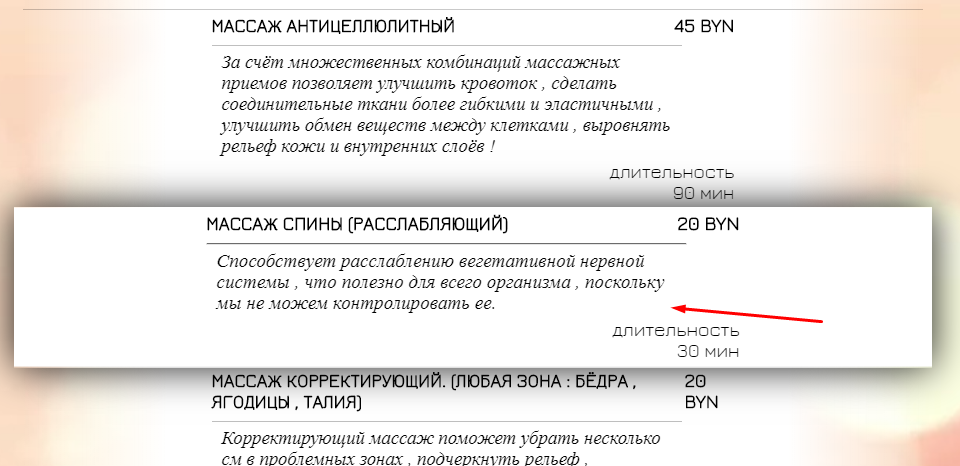 МАССАЖ АНТИЦЕЛЛЮЛИТНЫЙ 45 BYN
За счёт множественных комбинаций массажных
приемов позволяет улучшить кровоток , сделать
соединительные ткани более гибкими и эластичными ,
улучшить обмен веществ между клетками , выровнять
рельеф кожи и внутренних слоёв !
длительность
90 мин
МАССАЖ СПИНЫ (РАССЛАБЛЯЮЩИЙ) 20 BYN
Способствует расслаблению вегетативной нервной
системы , что полезно для всего организма , поскольку
мы не можем контролировать ее.
длительность
30 мин
МАССАЖ КОРРЕКТИРУЮЩИЙ. (ЛЮБАЯ ЗОНА : БЁДРА , 20
ЯГОДИЦЫ , ТАЛИЯ) BYN
Корректирующий массаж поможет убрать несколько
см в проблемных зонах , подчеркнуть рельеф ,